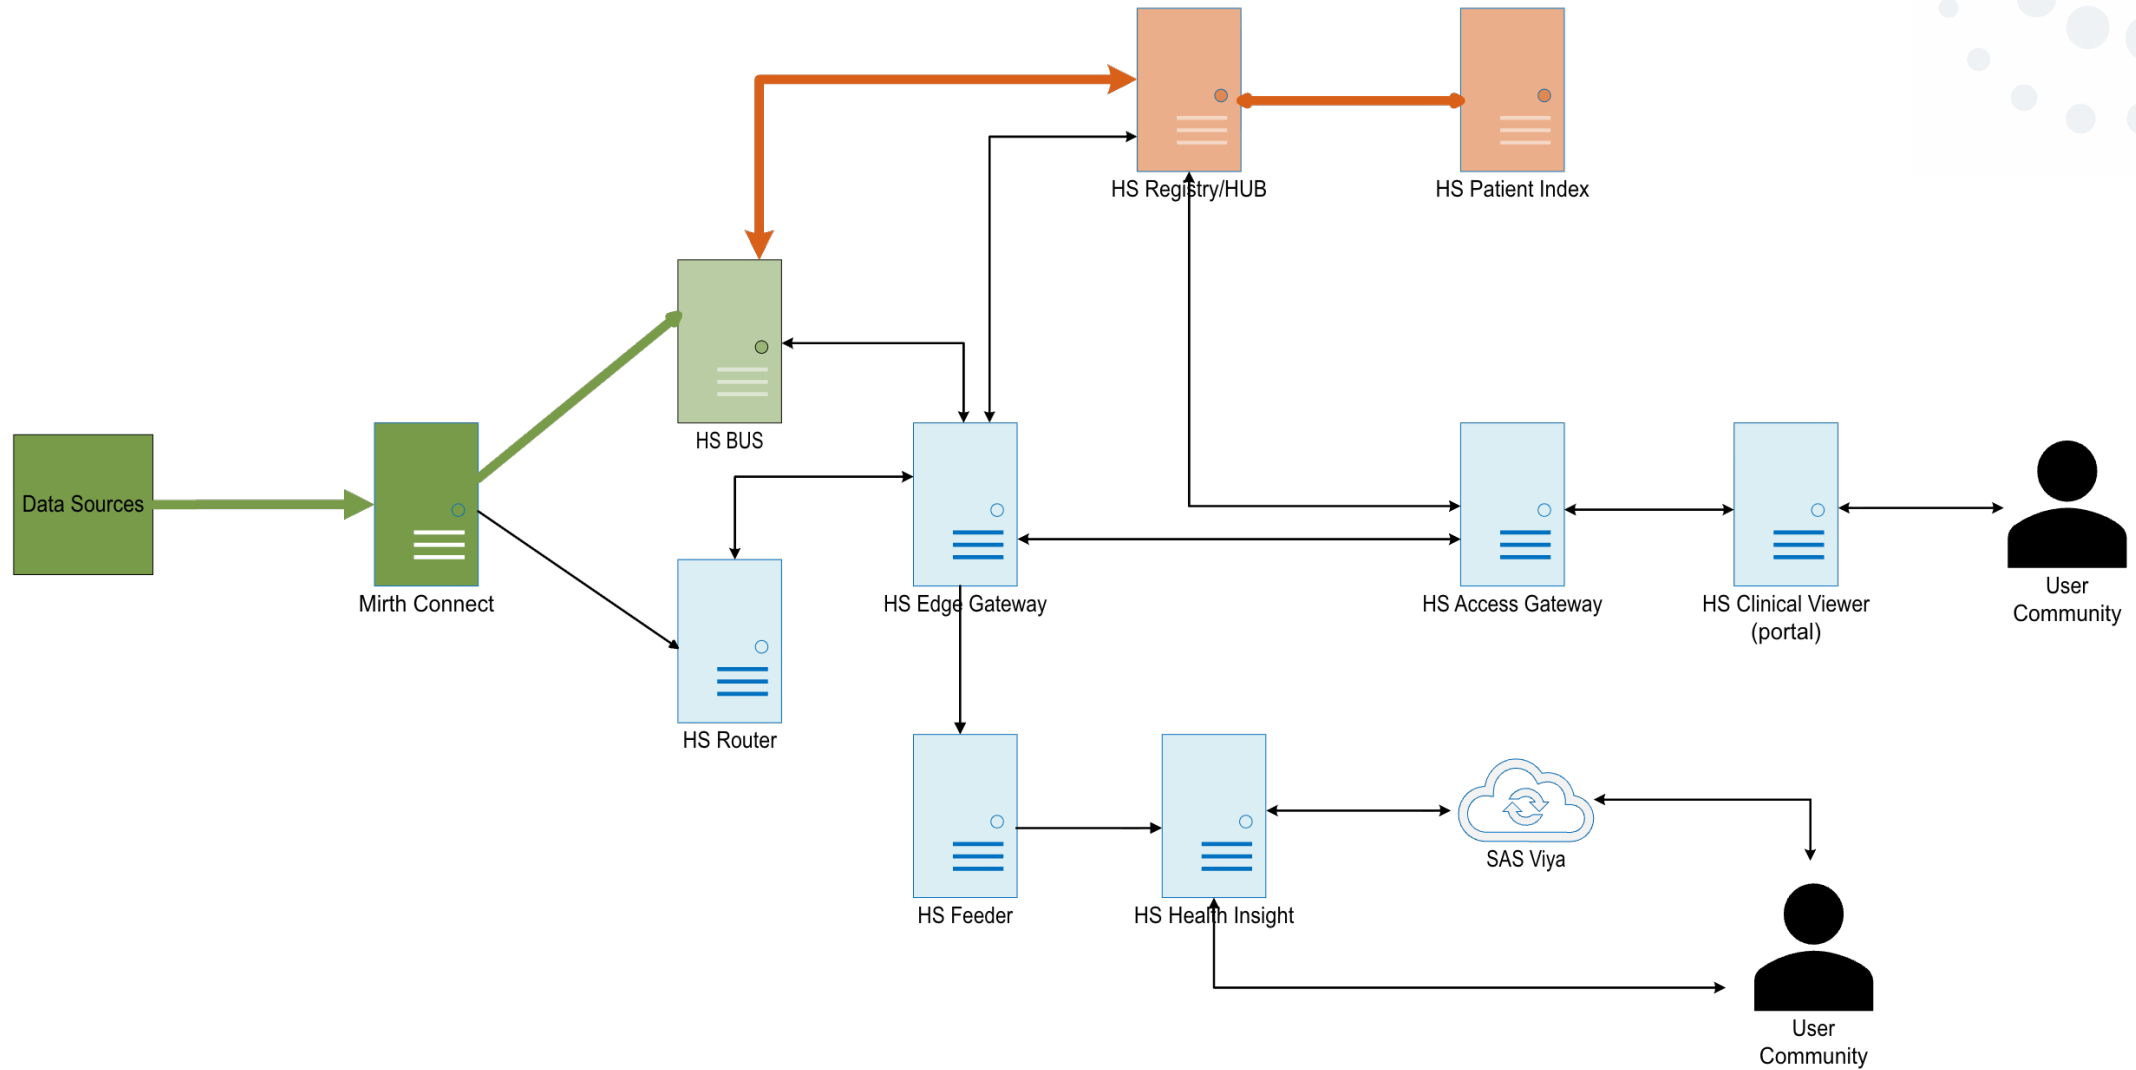 HS Registry/HUB
HS Patient Index
HS BUS
Data Sources
Mirth Connect
HS Edge Gateway
HS Access Gateway
HS Clinical Viewer
(portal)
User
Community
HS Router
HS Feeder
HS Health Insight
SAS Viya
User
Community